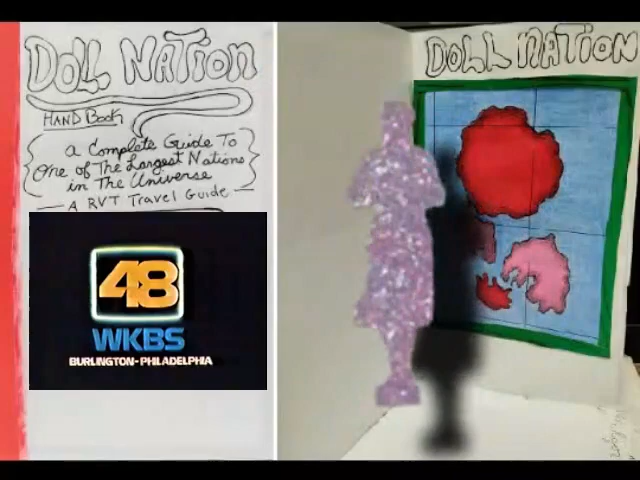 DOLL NATION
HAND Book
a Complete Guide To
One of The Largest Nations
in The Universe
— A RVT Travel Guide —
48
WKBS
BURLINGTON-PHILADELPHIA
DOLL NATION